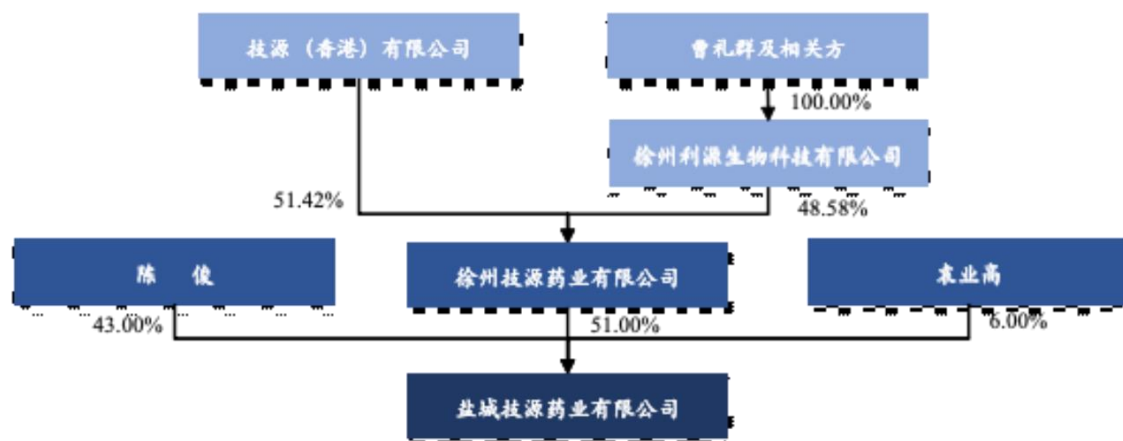 技源（香港）有限公司
曹礼群及相关方
100.00%
徐州利源生物科技有限公司
51.42%
48.58%
陈 俊
徐州技源药业有限公司
袁业高
43.00%
51.00%
6.00%
盐城技源药业有限公司